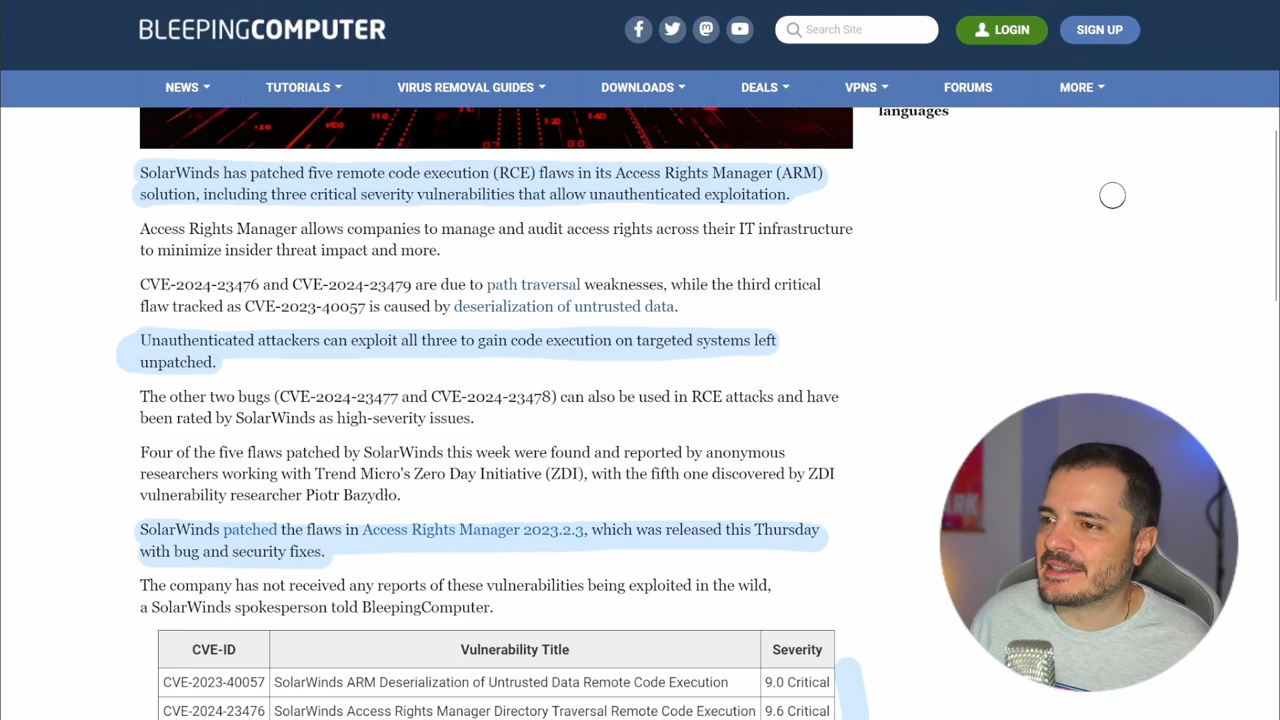 BLEEPINGCOMPUTER
Search Site
LOGIN
SIGN UP
NEWS
TUTORIALS
VIRUS REMOVAL GUIDES
DOWNLOADS
DEALS
VPNS
FORUMS
MORE
languages
SolarWinds has patched five remote code execution (RCE) flaws in its Access Rights Manager (ARM)
solution, including three critical severity vulnerabilities that allow unauthenticated exploitation.
Access Rights Manager allows companies to manage and audit access rights across their IT infrastructure
to minimize insider threat impact and more.
CVE-2024-23476 and CVE-2024-23479 are due to path traversal weaknesses, while the third critical
flaw tracked as CVE-2023-40057 is caused by deserialization of untrusted data.
Unauthenticated attackers can exploit all three to gain code execution on targeted systems left
unpatched.
The other two bugs (CVE-2024-23477 and CVE-2024-23478) can also be used in RCE attacks and have
been rated by SolarWinds as high-severity issues.
Four of the five flaws patched by SolarWinds this week were found and reported by anonymous
researchers working with Trend Micro's Zero Day Initiative (ZDI), with the fifth one discovered by ZDI
vulnerability researcher Piotr Bazydło.
SolarWinds patched the flaws in Access Rights Manager 2023.2.3, which was released this Thursday
with bug and security fixes.
The company has not received any reports of these vulnerabilities being exploited in the wild,
a SolarWinds spokesperson told BleepingComputer.
CVE-ID Vulnerability Title Severity
CVE-2023-40057 SolarWinds ARM Deserialization of Untrusted Data Remote Code Execution 9.0 Critical
CVE-2024-23476 SolarWinds Access Rights Manager Directory Traversal Remote Code Execution 9.6 Critical